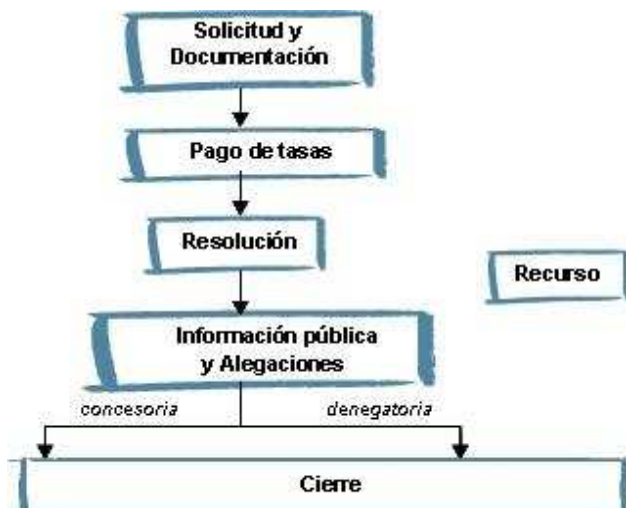 Solicitud y
Documentación
Pago de tasas
Resolución
Recurso
Información pública
y Alegaciones
concesoria
denegatoria
Cierre